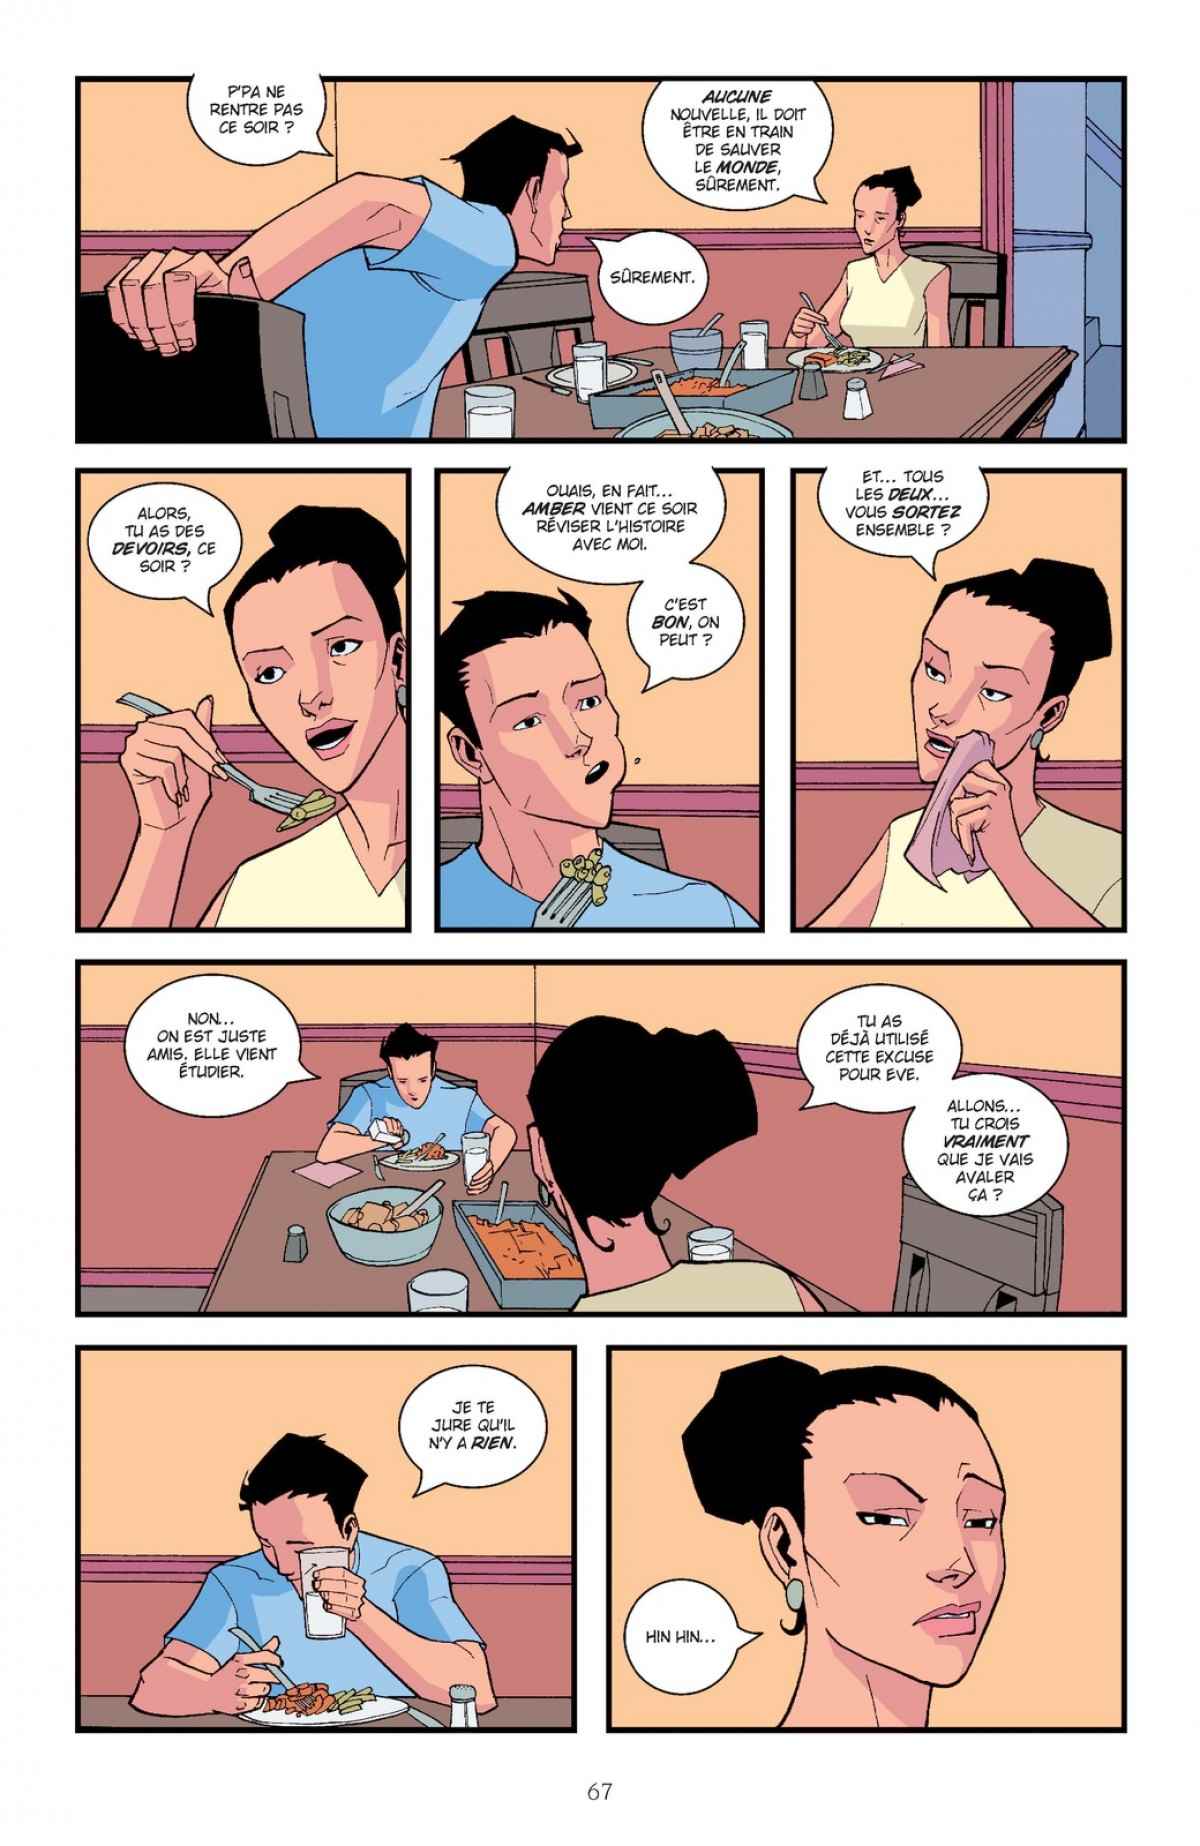 P'PA NE
RENTRE PAS
CE SOIR ?
AUCUNE
NOUVELLE, IL DOIT
ÊTRE EN TRAIN
DE SAUVER
LE MONDE,
SÛREMENT.
SÛREMENT.
ALORS,
TU AS DES
DEVOIRS, CE
SOIR ?
OUAIS, EN FAIT...
AMBER VIENT CE SOIR
RÉVISER L'HISTOIRE
AVEC MOI.
C'EST
BON, ON
PEUT ?
ET... TOUS
LES DEUX...
VOUS SORTEZ
ENSEMBLE ?
NON...
ON EST JUSTE
AMIS. ELLE VIENT
ÉTUDIER.
TU AS
DÉJÀ UTILISÉ
CETTE EXCUSE
POUR EVE.
ALLONS...
TU CROIS
VRAIMENT
QUE JE VAIS
AVALER
ÇA ?
JE TE
JURE QU'IL
N'Y A RIEN.
HIN HIN...
67